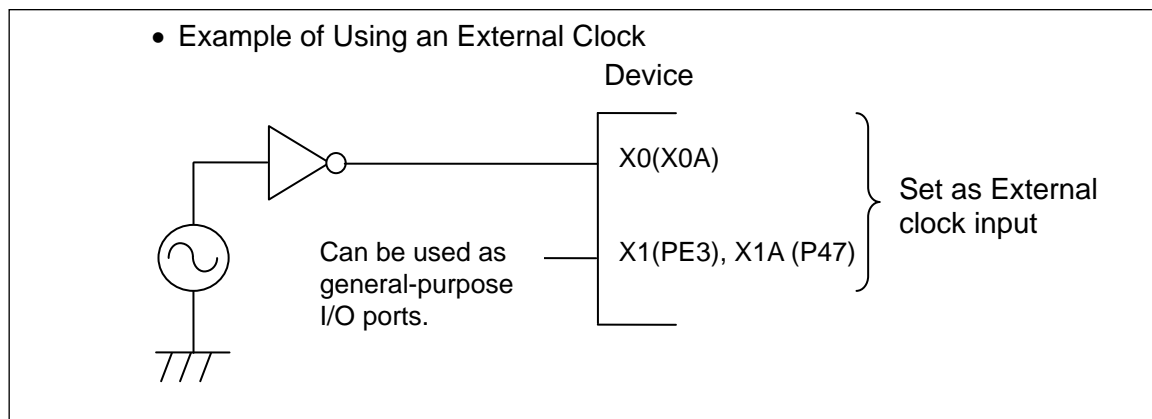 • Example of Using an External Clock
Device
X0(X0A)
Set as External
clock input
Can be used as
general-purpose
I/O ports.
X1(PE3), X1A (P47)